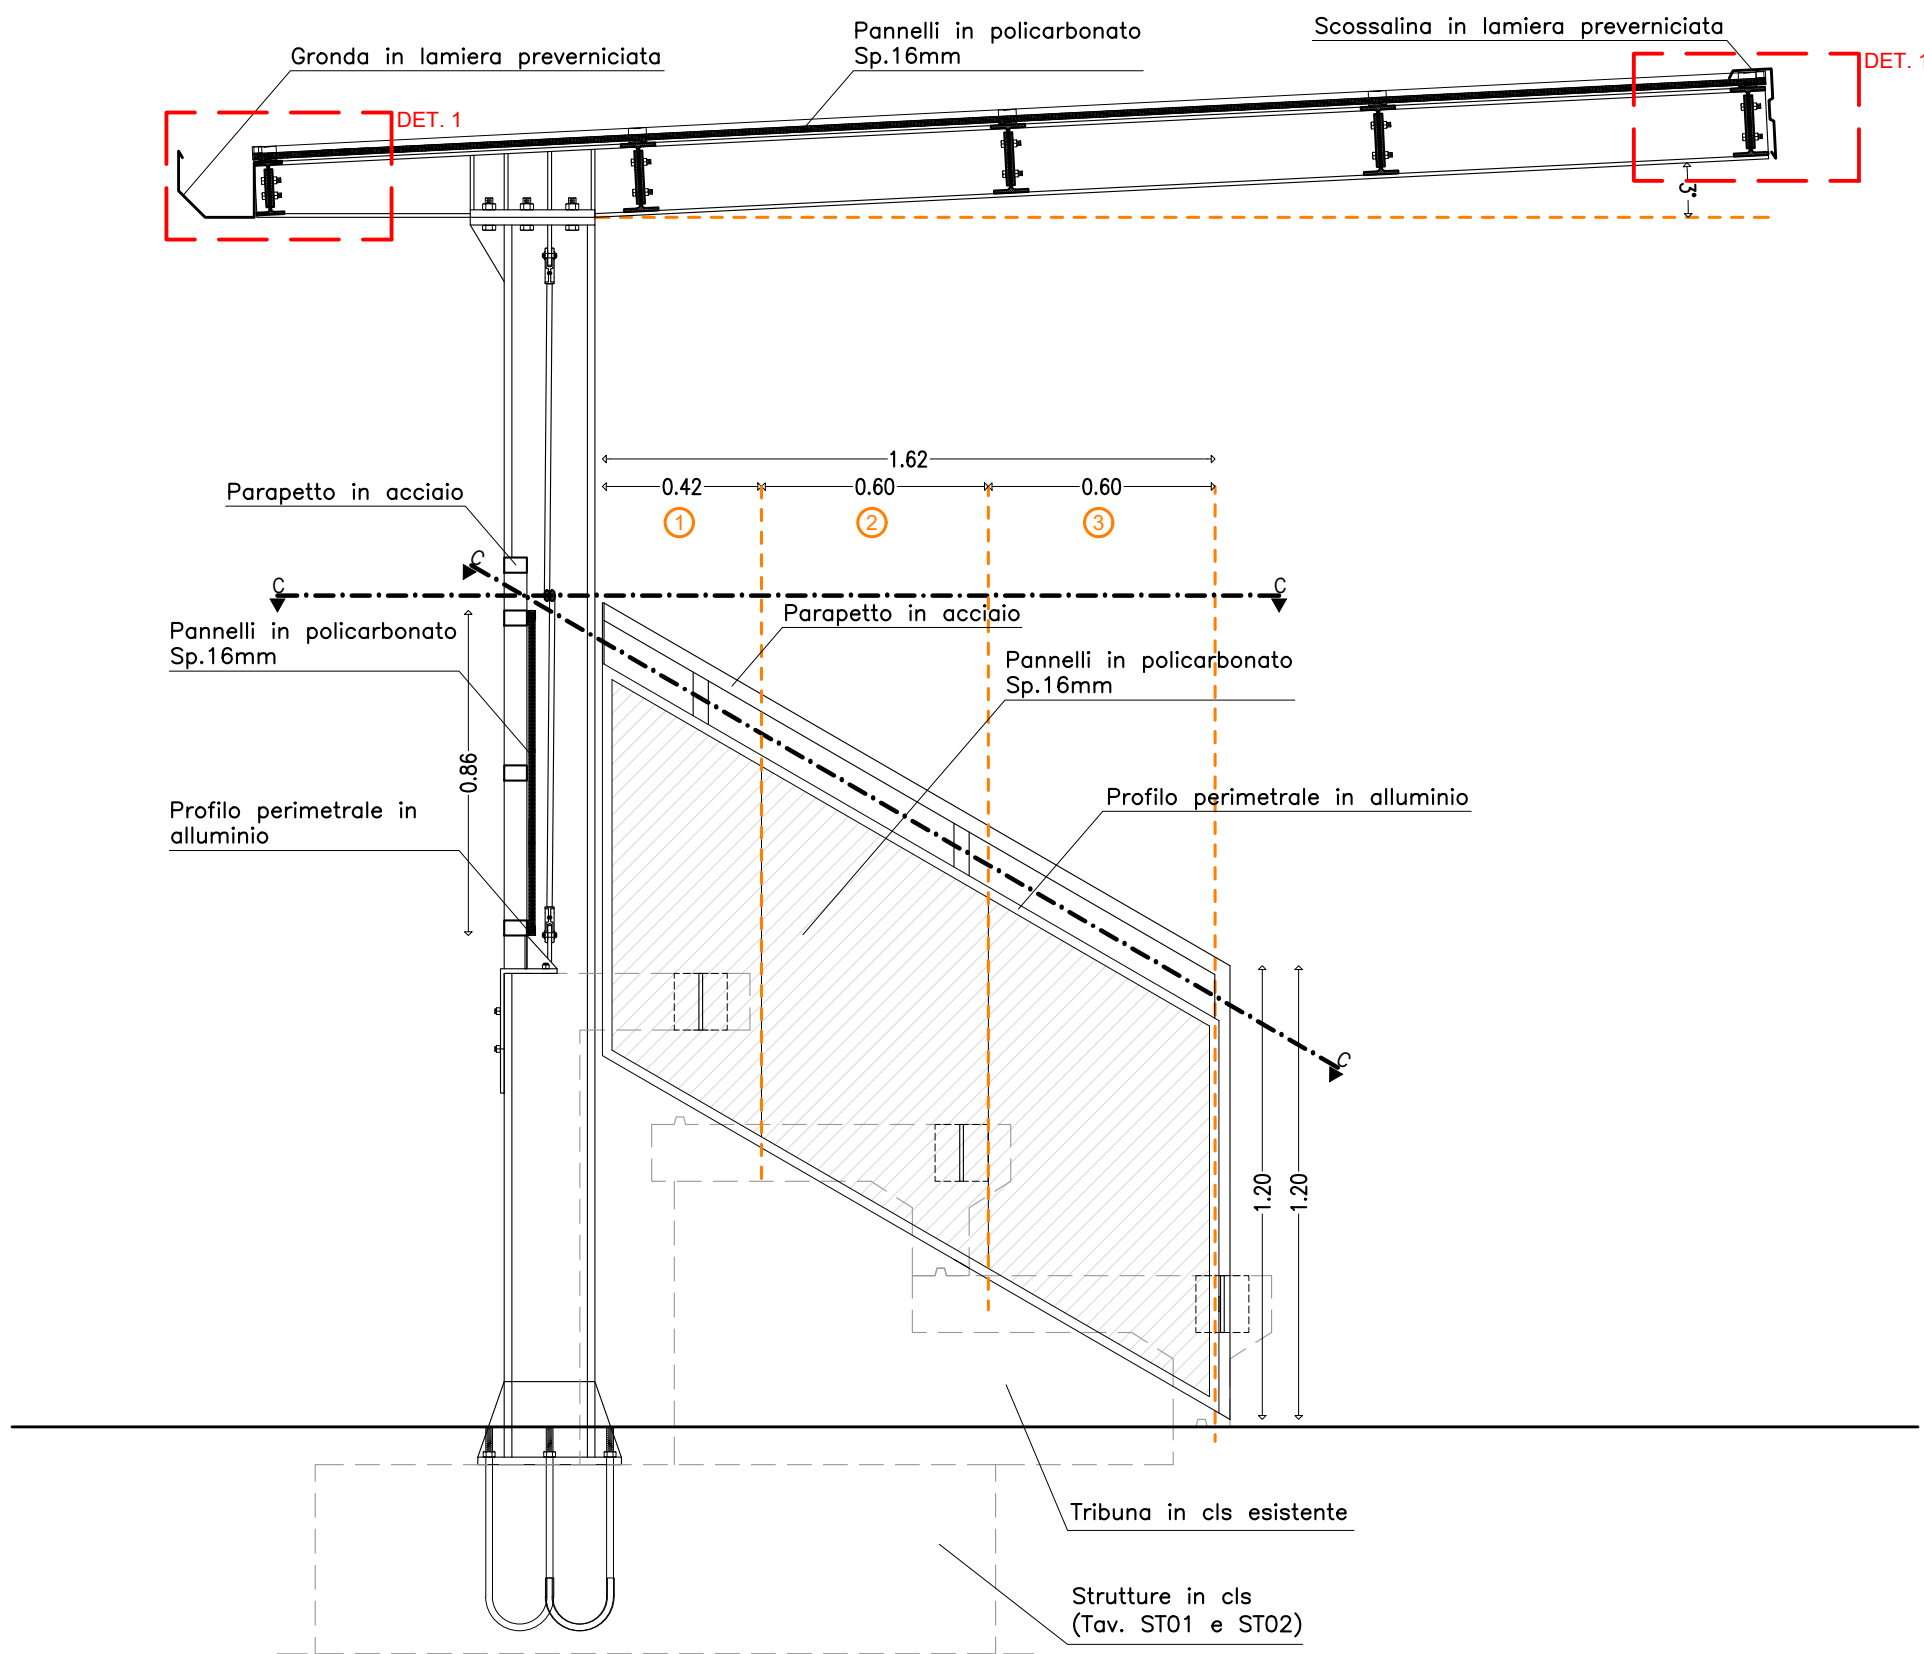 Gronda in lamiera preverniciata
Pannelli in policarbonato
Sp.16mm
Scossalina in lamiera preverniciata
DET. 1
DET. 1
3°
1.62
0.42
0.60
0.60
1
2
3
Parapetto in acciaio
C
C
C
Parapetto in acciaio
Pannelli in policarbonato
Sp.16mm
Pannelli in policarbonato
Sp.16mm
0.86
Profilo perimetrale in
alluminio
Profilo perimetrale in alluminio
C
1.20
1.20
Tribuna in cls esistente
Strutture in cls
(Tav. ST01 e ST02)